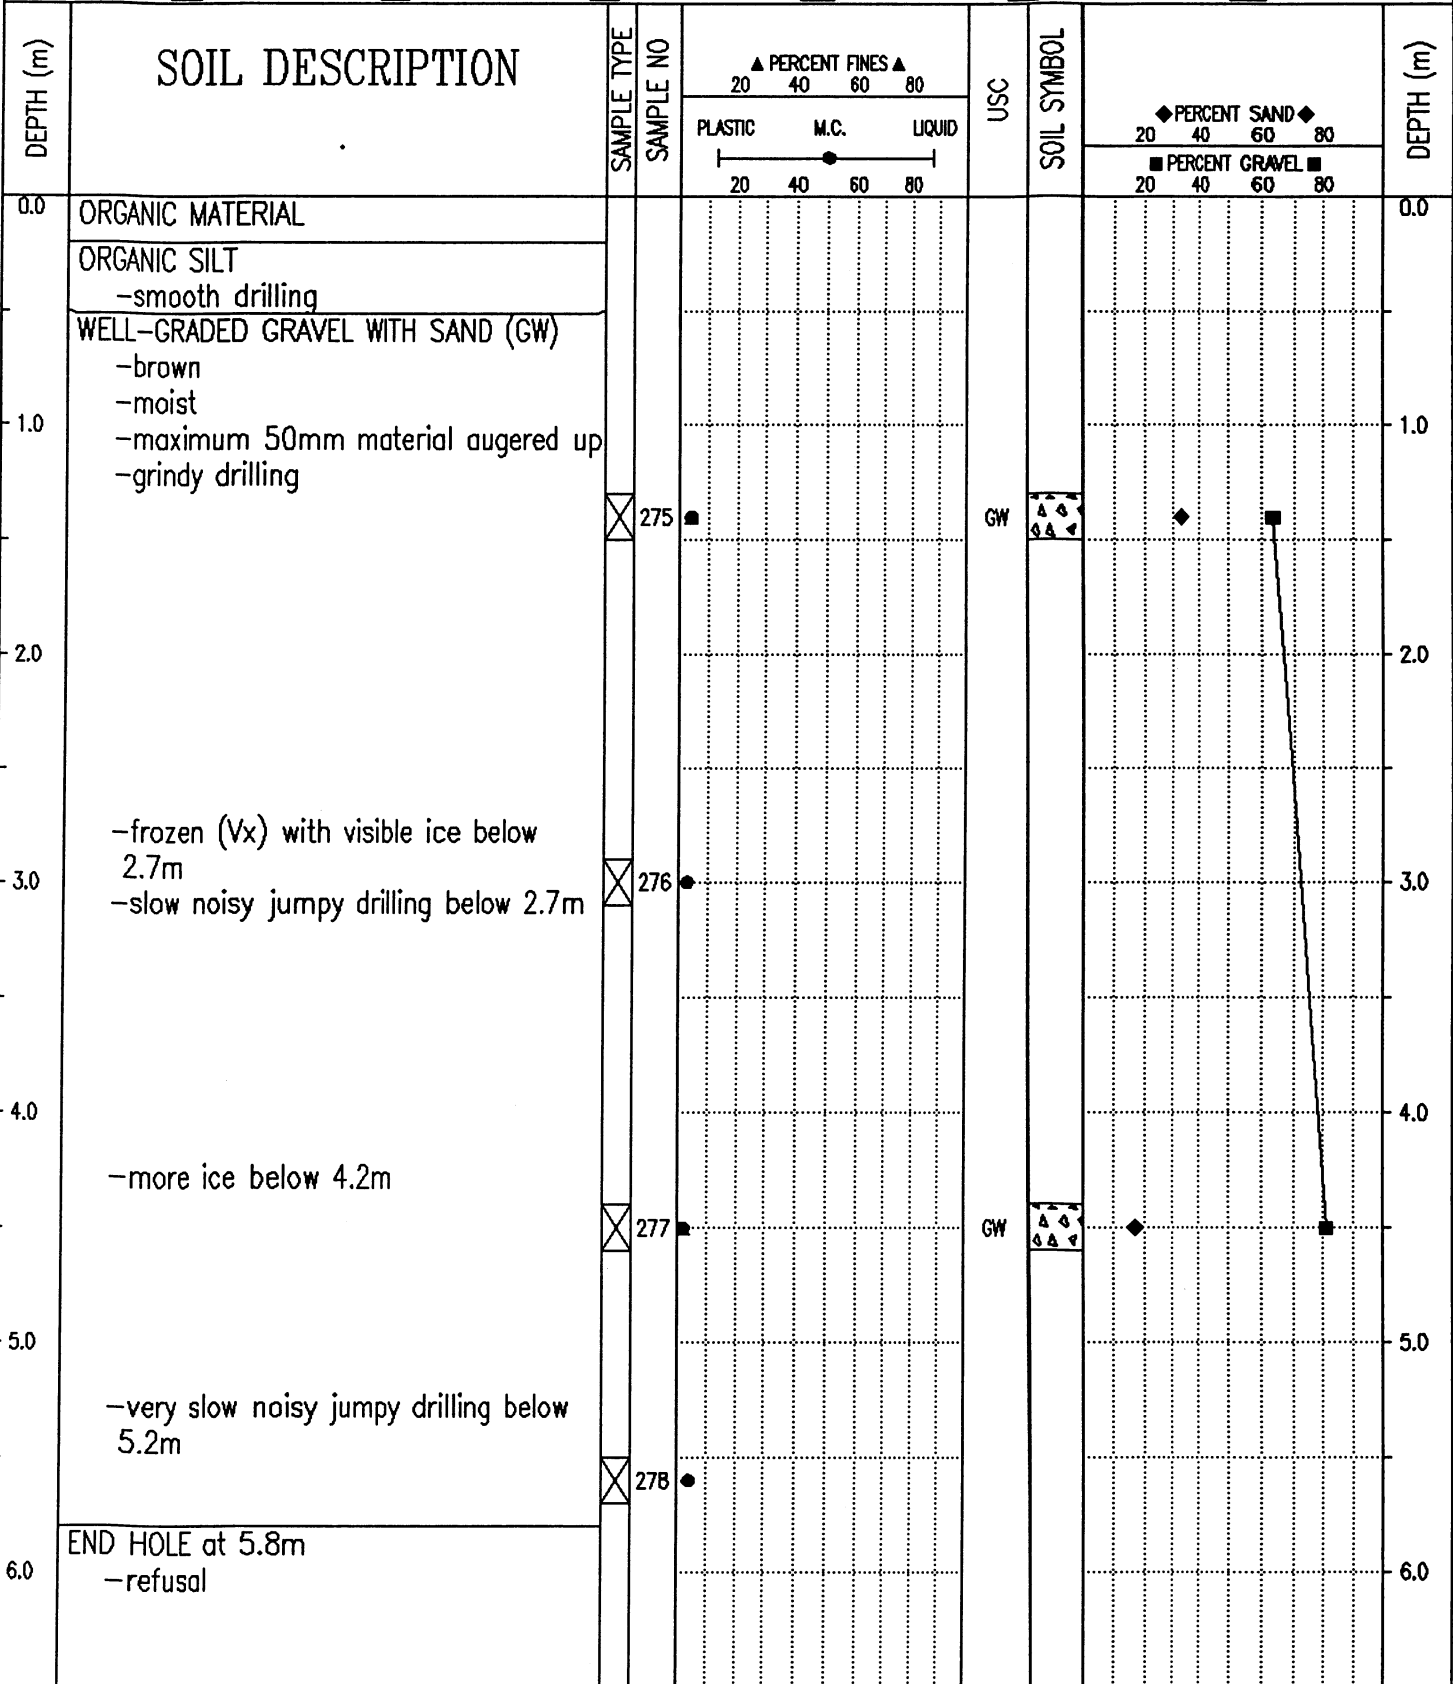 DEPTH (m)
SOIL DESCRIPTION
SAMPLE TYPE
SAMPLE NO
▲ PERCENT FINES ▲
20 40 60 80
PLASTIC M.C. LIQUID
20 40 60 80
USC
SOIL SYMBOL
◆ PERCENT SAND ◆
20 40 60 80
■ PERCENT GRAVEL ■
20 40 60 80
DEPTH (m)
0.0 0.0
ORGANIC MATERIAL
ORGANIC SILT
-smooth drilling
WELL-GRADED GRAVEL WITH SAND (GW)
-brown
-moist
1.0 1.0
-maximum 50mm material augered up
-grindy drilling
275 GW
2.0 2.0
-frozen (Vx) with visible ice below
2.7m
3.0 276 3.0
-slow noisy jumpy drilling below 2.7m
4.0 4.0
-more ice below 4.2m
277 GW
5.0 5.0
-very slow noisy jumpy drilling below
5.2m
278
END HOLE at 5.8m
6.0 6.0
-refusal